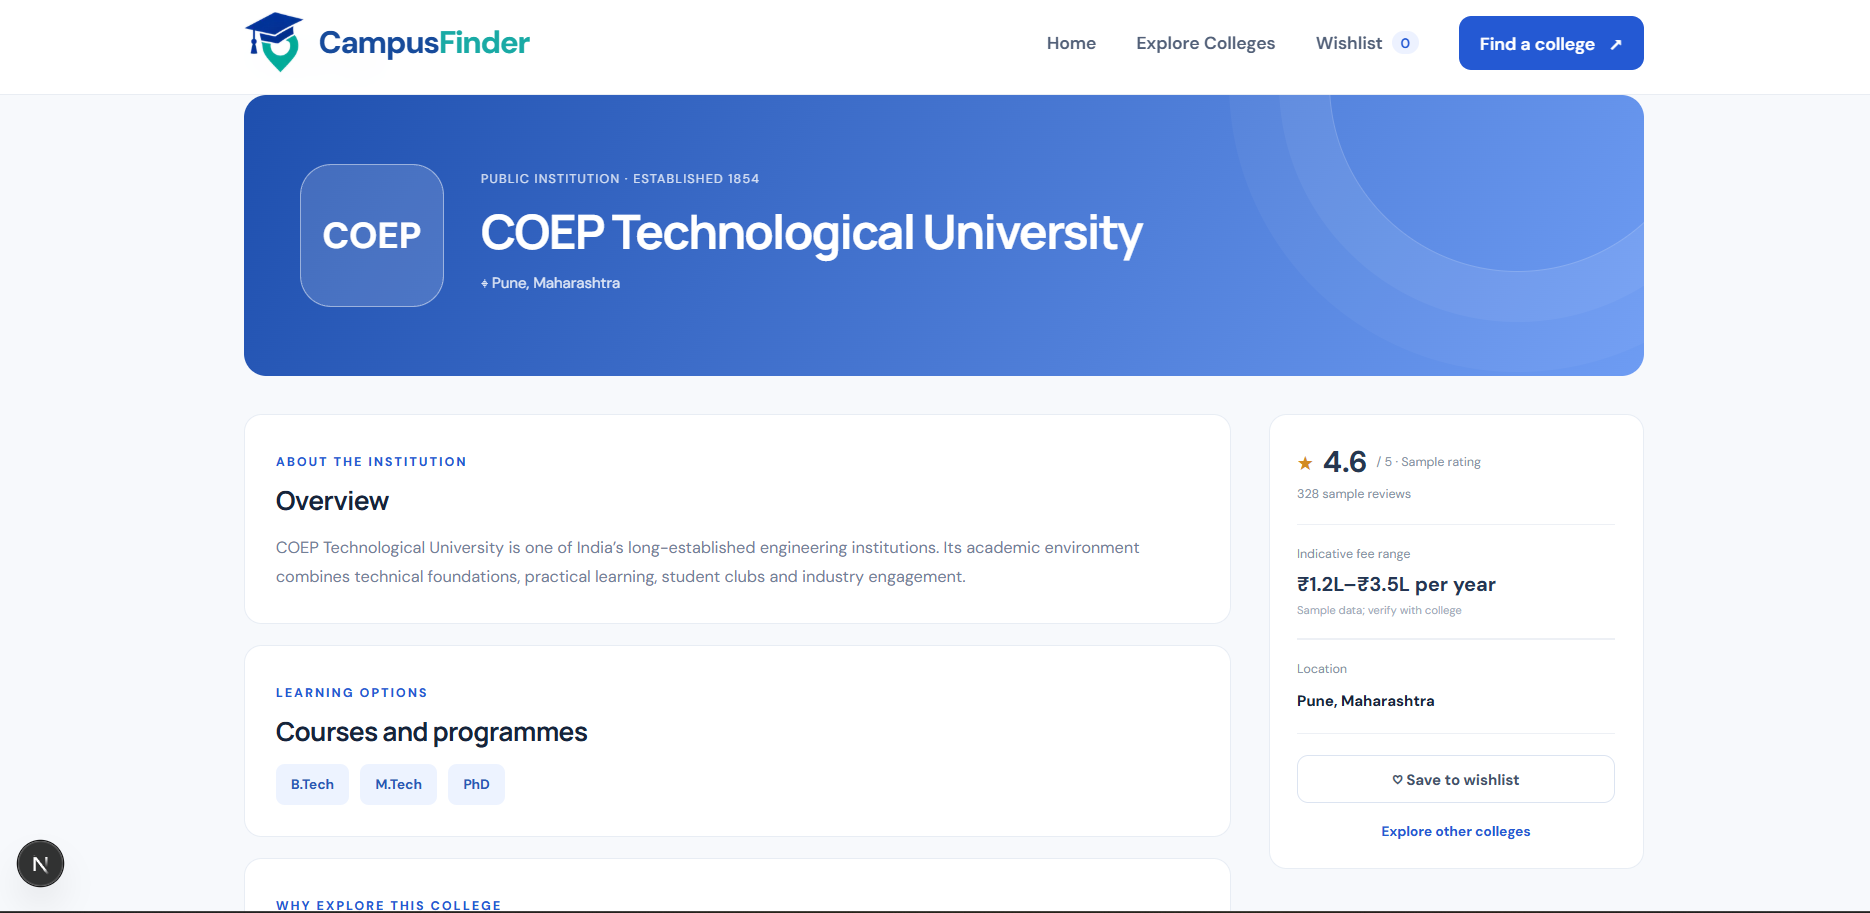 CampusFinder
Home
Explore Colleges
Wishlist 0
Find a college ↗
COEP
PUBLIC INSTITUTION · ESTABLISHED 1854
COEP Technological University
⌖ Pune, Maharashtra
ABOUT THE INSTITUTION
Overview
COEP Technological University is one of India’s long-established engineering institutions. Its academic environment
combines technical foundations, practical learning, student clubs and industry engagement.
LEARNING OPTIONS
Courses and programmes
B.Tech
M.Tech
PhD
WHY EXPLORE THIS COLLEGE
★ 4.6 / 5 · Sample rating
328 sample reviews
Indicative fee range
₹1.2L–₹3.5L per year
Sample data; verify with college
Location
Pune, Maharashtra
♡ Save to wishlist
Explore other colleges
N